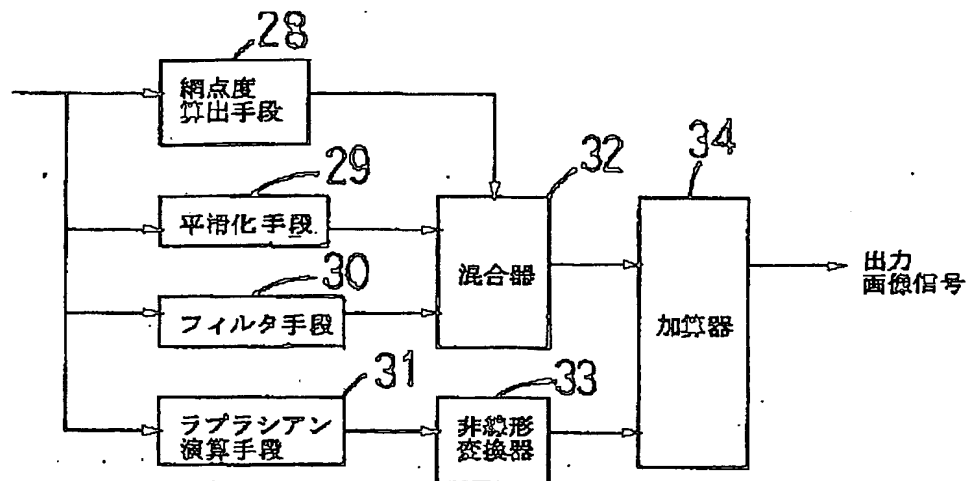 28
網点度
算出手段
29
平滑化手段
30
フィルタ手段
31
ラプラシアン
演算手段
32
混合器
33
非線形
変換器
34
加算器
出力
画像信号